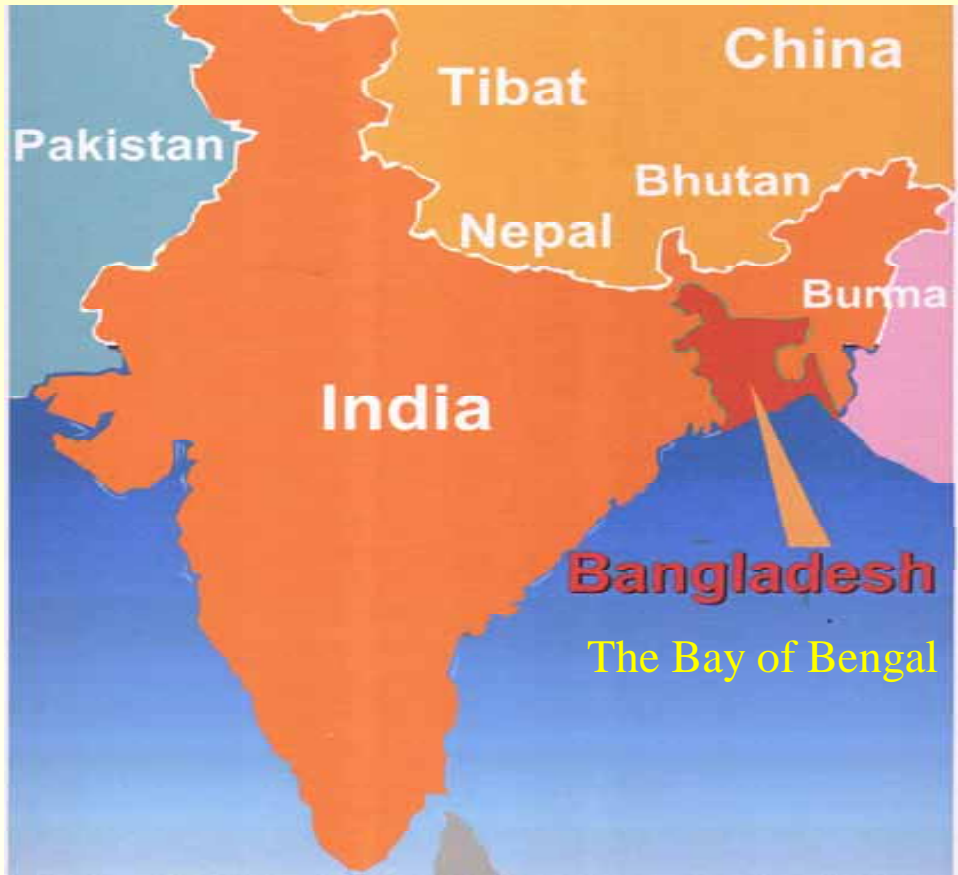 China
Tibat
Pakistan
Bhutan
Nepal
Burma
India
Bangladesh
The Bay of Bengal